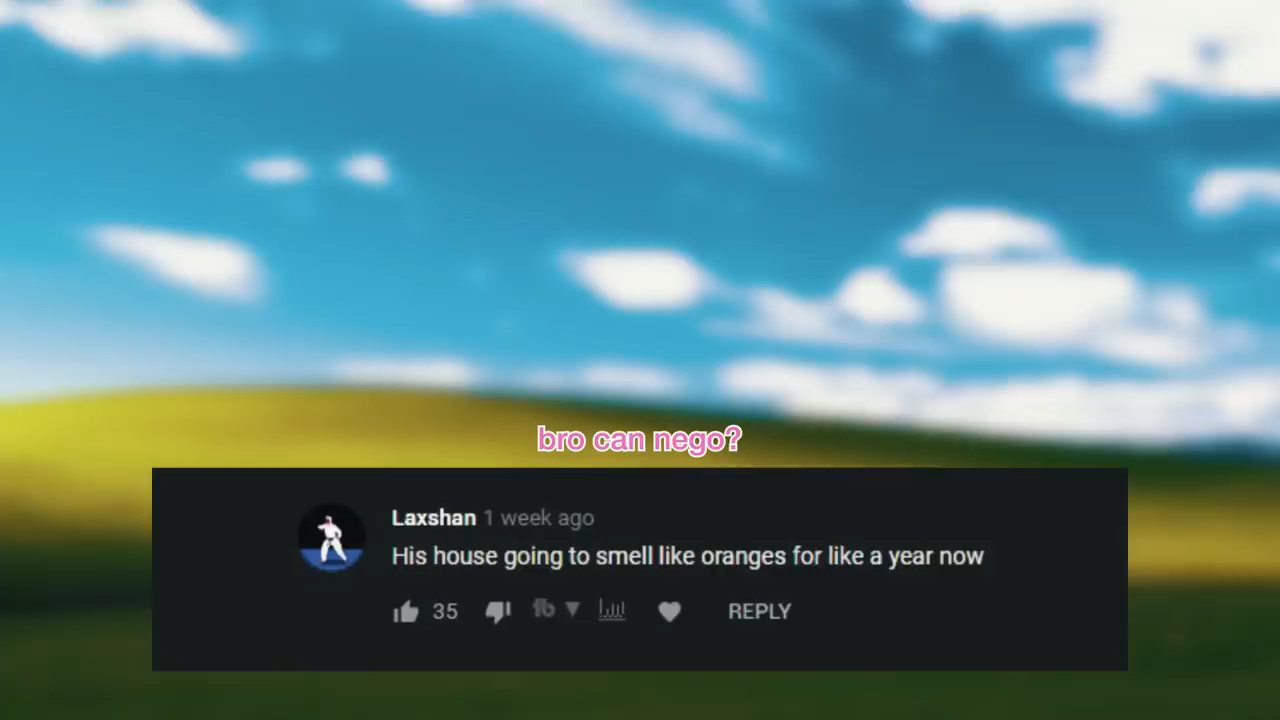 bro can nego?
Laxshan 1 week ago
His house going to smell like oranges for like a year now
35 REPLY